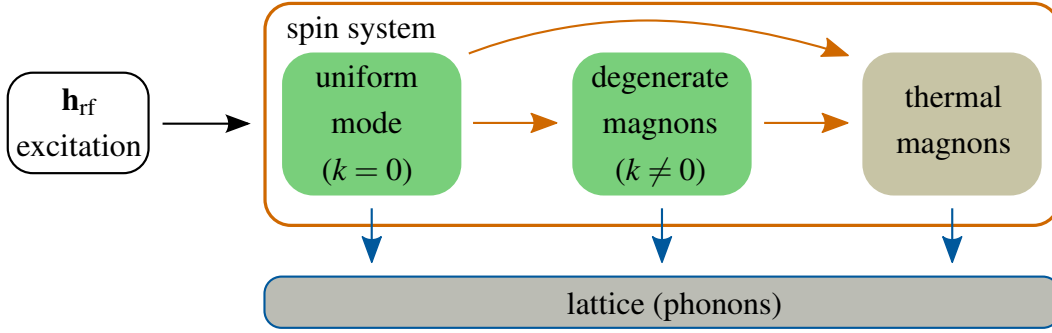 spin system
h_rf
excitation
uniform
mode
(k = 0)
degenerate
magnons
(k ≠ 0)
thermal
magnons
lattice (phonons)